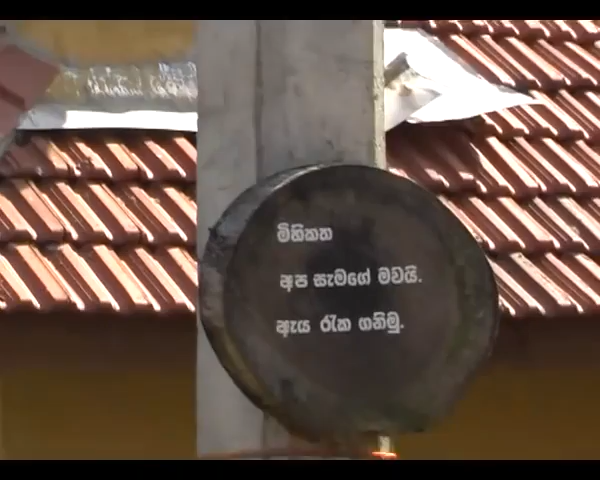 මිහිකත
අප සැමගේ මවයි.
ඇය රැක ගනිමු.